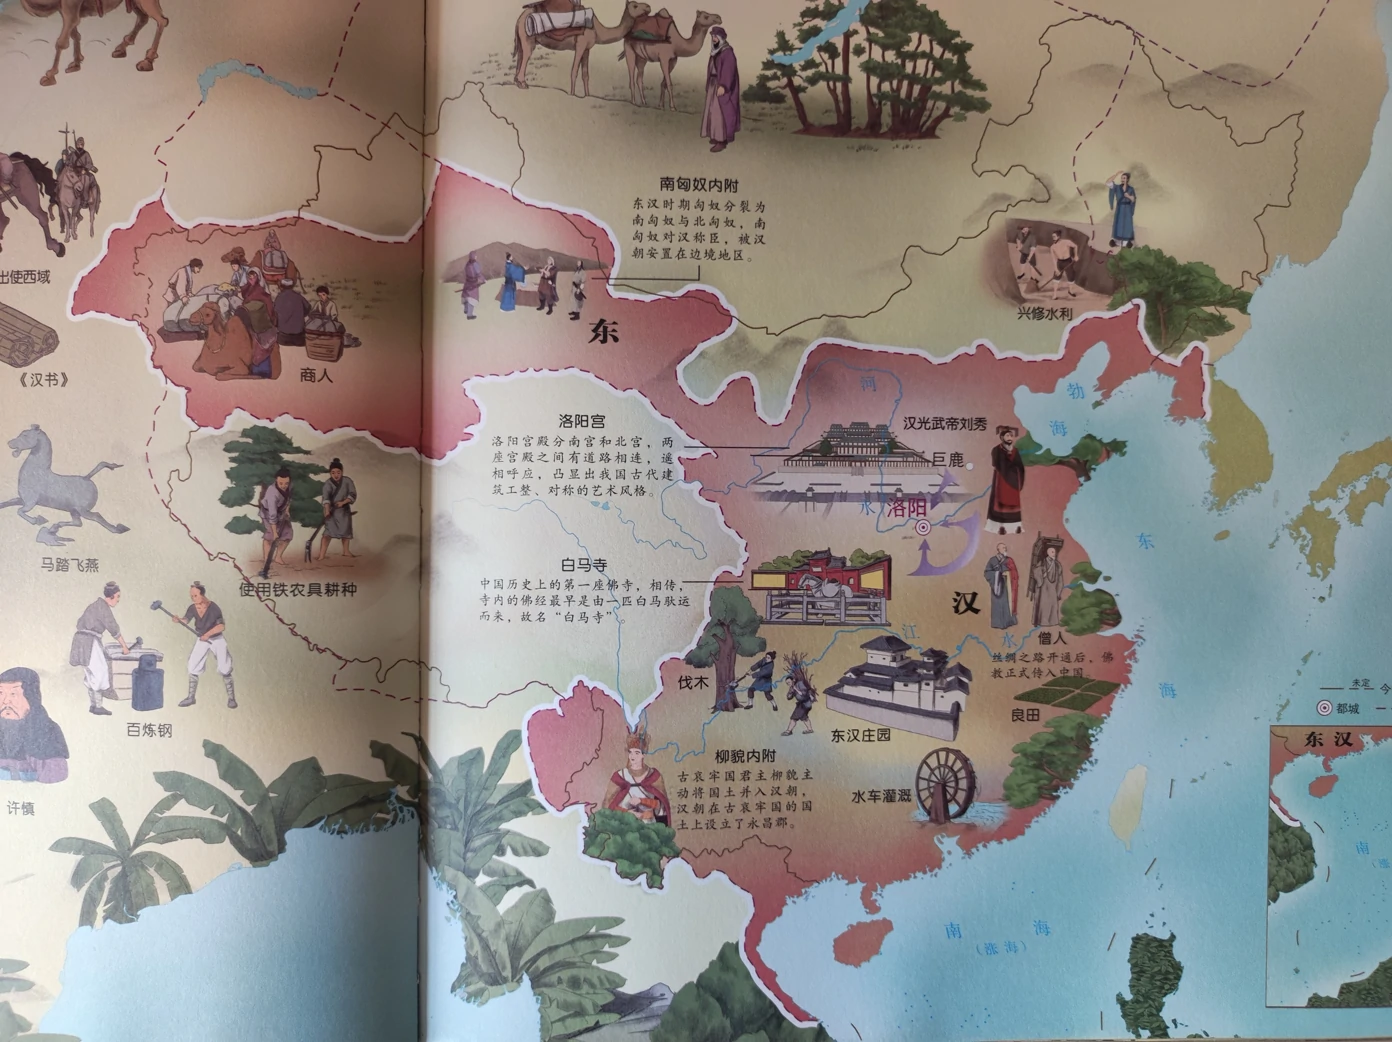 南匈奴内附
东汉时期匈奴分裂为
南匈奴与北匈奴，南
匈奴对汉称臣，被汉
朝安置在边境地区。
出使西域
《汉书》
商人
东
兴修水利
洛阳宫
洛阳宫殿分南宫和北宫，两
座宫殿之间有道路相连，遥
相呼应，凸显出我国古代建
筑工整、对称的艺术风格。
河
渤
海
汉光武帝刘秀
巨鹿
水
洛阳
马踏飞燕
使用铁农具耕种
白马寺
中国历史上的第一座佛寺，相传，
寺内的佛经最早是由一匹白马驮运
而来，故名“白马寺”
东
海
汉
江
水
僧人
丝绸之路开通后，佛
教正式传入中国。
伐木
良田
东汉庄园
百炼钢
许慎
柳貌内附
古哀牢国君主柳貌主
动将国土并入汉朝，
汉朝在古哀牢国的国
土上设立了永昌郡。
水车灌溉
南 海
（涨海）
未定
今
都城
东汉
南